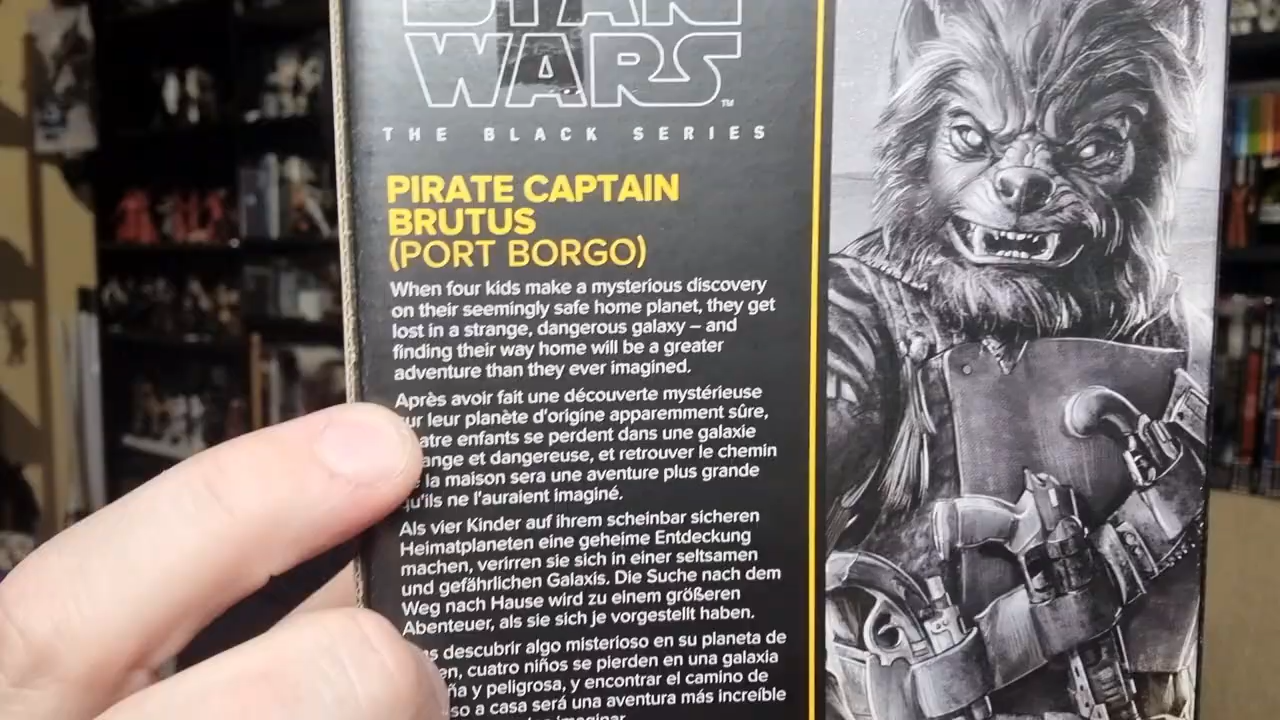 STAR
WARS™
THE BLACK SERIES
PIRATE CAPTAIN
BRUTUS
(PORT BORGO)
When four kids make a mysterious discovery
on their seemingly safe home planet, they get
lost in a strange, dangerous galaxy – and
finding their way home will be a greater
adventure than they ever imagined.
Après avoir fait une découverte mystérieuse
ur leur planète d'origine apparemment sûre,
atre enfants se perdent dans une galaxie
ange et dangereuse, et retrouver le chemin
la maison sera une aventure plus grande
qu'ils ne l'auraient imaginé.
Als vier Kinder auf ihrem scheinbar sicheren
Heimatplaneten eine geheime Entdeckung
machen, verirren sie sich in einer seltsamen
und gefährlichen Galaxis. Die Suche nach dem
Weg nach Hause wird zu einem größeren
Abenteuer, als sie sich je vorgestellt haben.
s descubrir algo misterioso en su planeta de
en, cuatro niños se pierden en una galaxia
ña y peligrosa, y encontrar el camino de
so a casa será una aventura más increíble
imaginar